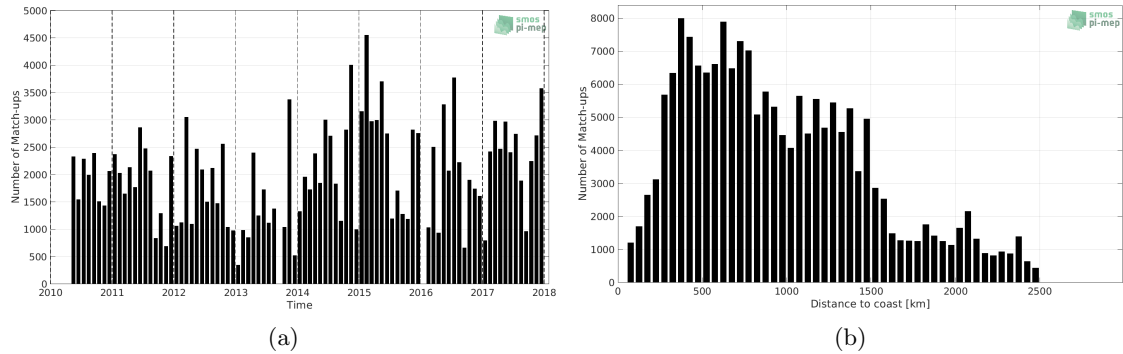 5000
4500
4000
3500
3000
2500
2000
1500
1000
500
0
Number of Match-ups
2010 2011 2012 2013 2014 2015 2016 2017 2018
Time
smos
pi-mep
(a)
8000
7000
6000
5000
4000
3000
2000
1000
0
Number of Match-ups
0 500 1000 1500 2000 2500
Distance to coast [km]
smos
pi-mep
(b)